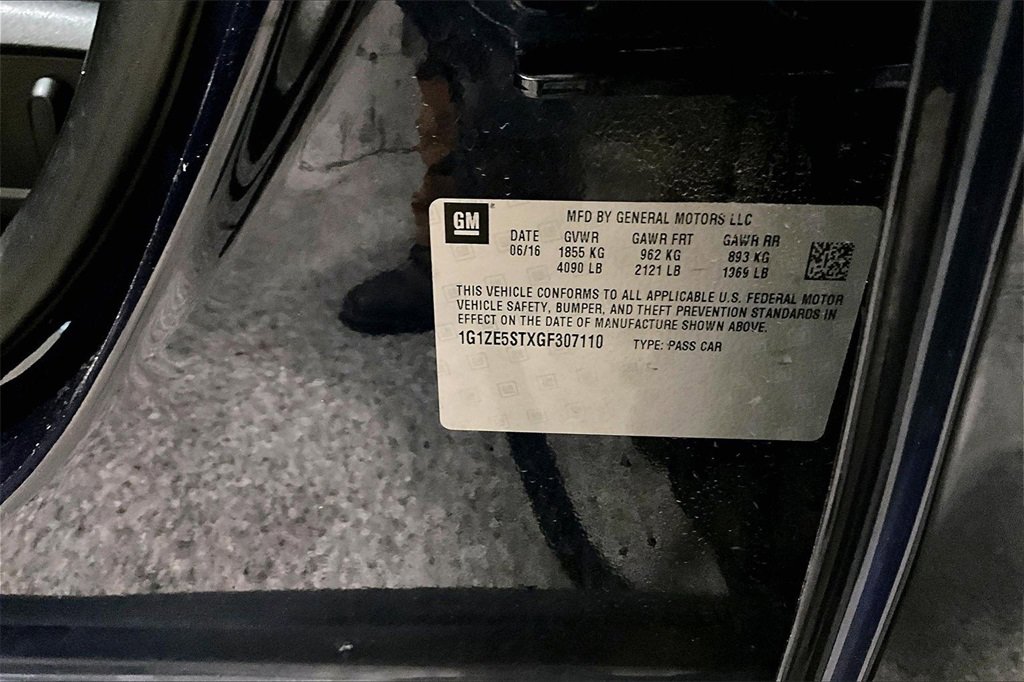 GM
MFD BY GENERAL MOTORS LLC
DATE GVWR GAWR FRT GAWR RR
06/16 1855 KG 962 KG 893 KG
4090 LB 2121 LB 1369 LB
THIS VEHICLE CONFORMS TO ALL APPLICABLE U.S. FEDERAL MOTOR
VEHICLE SAFETY, BUMPER, AND THEFT PREVENTION STANDARDS IN
EFFECT ON THE DATE OF MANUFACTURE SHOWN ABOVE.
1G1ZE5STXGF307110 TYPE: PASS CAR